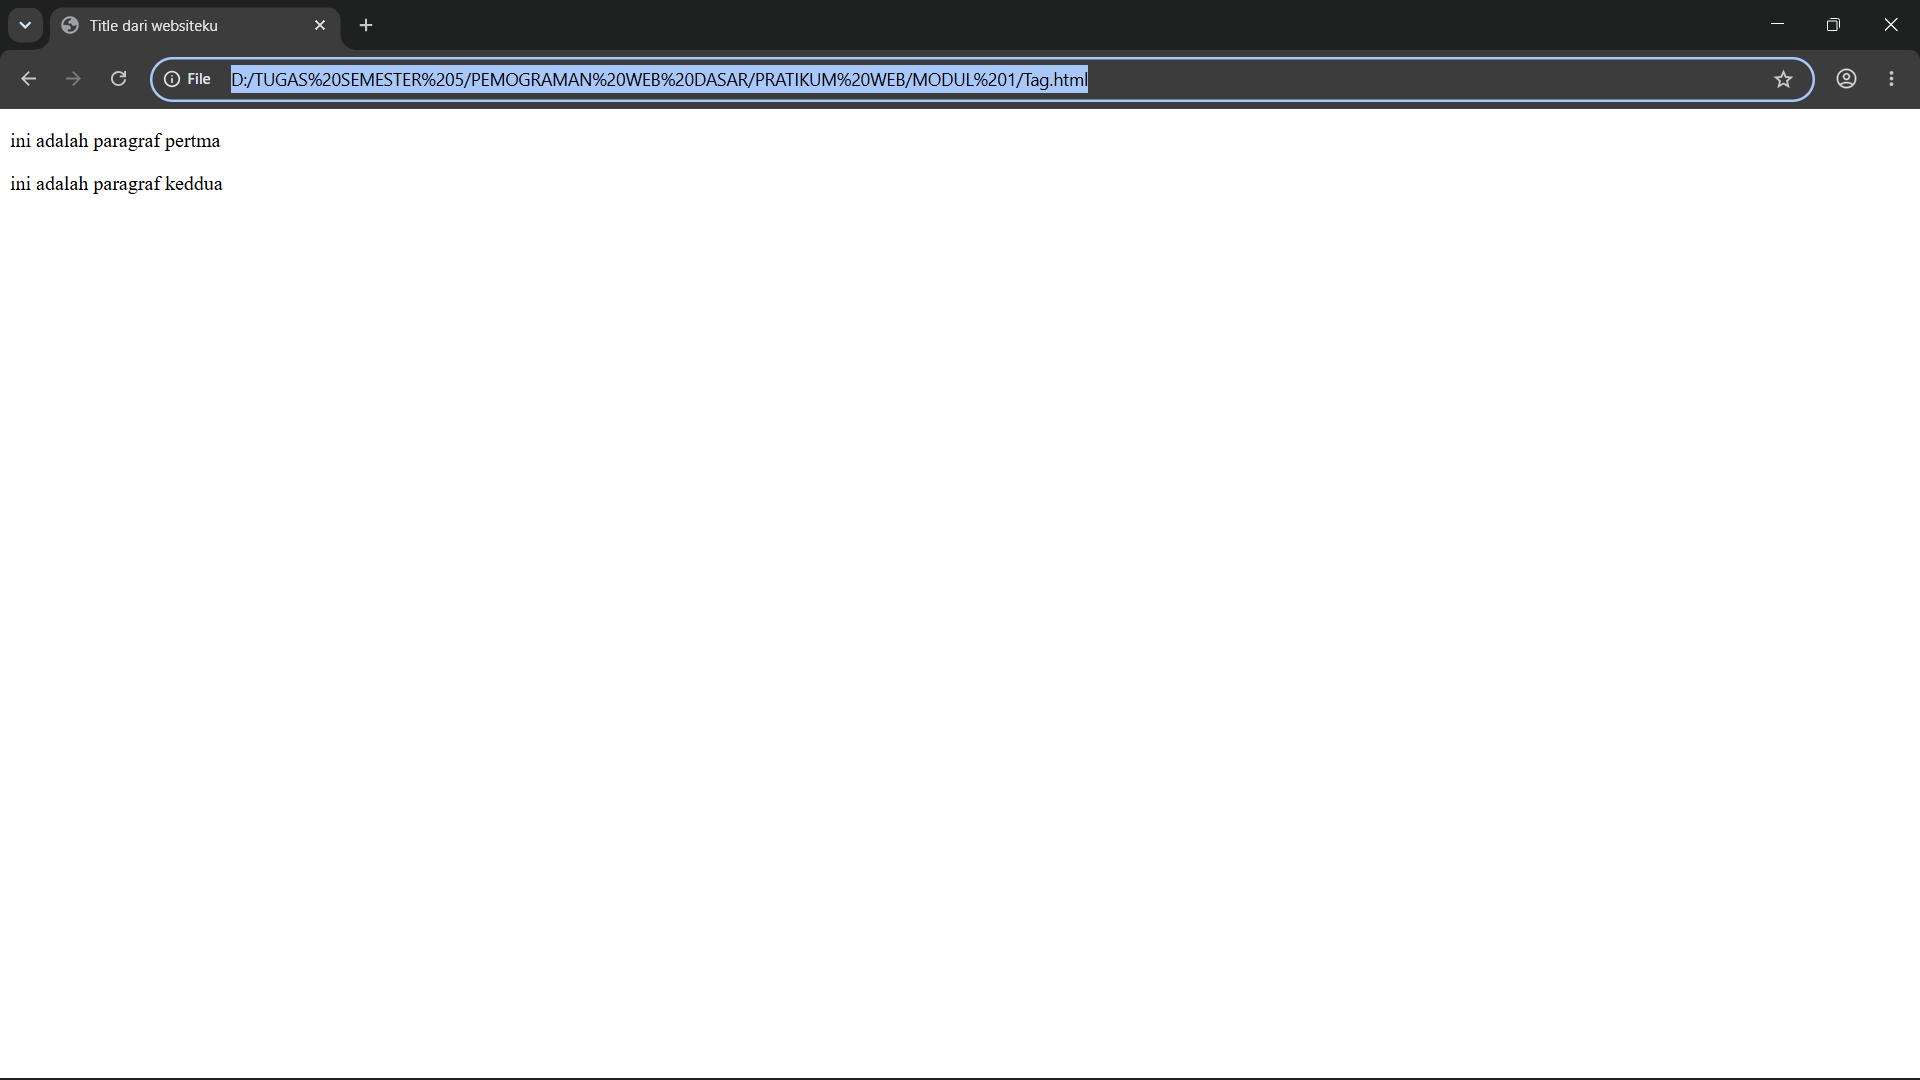 Title dari websiteku
File D:/TUGAS%20SEMESTER%205/PEMOGRAMAN%20WEB%20DASAR/PRATIKUM%20WEB/MODUL%201/Tag.html
ini adalah paragraf pertma
ini adalah paragraf keddua